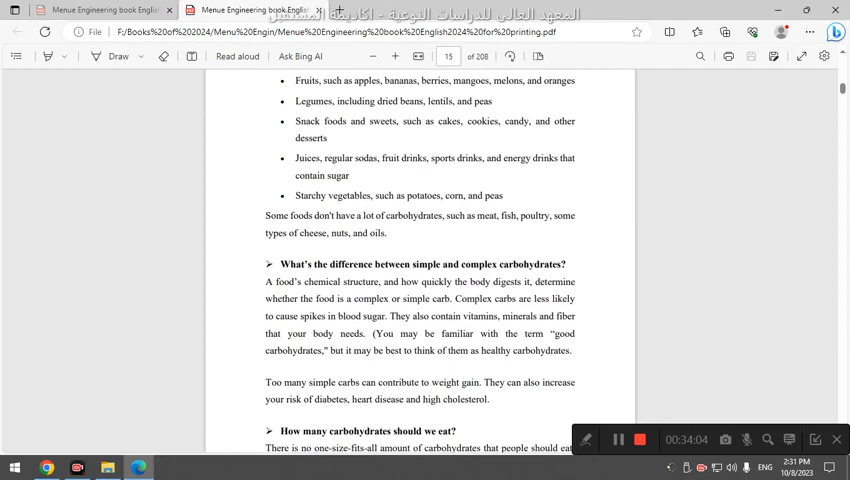 المعهد العالى للدراسات النوعية - اكاديمة المستقبل
Menue Engineering book English
Menue Engineering book English
File F:/Books%20of%202024/Menu%20Engin/Menue%20Engineering%20book%20English2024%20for%20printing.pdf
Draw Read aloud Ask Bing AI 15 of 208
Fruits, such as apples, bananas, berries, mangoes, melons, and oranges
Legumes, including dried beans, lentils, and peas
Snack foods and sweets, such as cakes, cookies, candy, and other
desserts
Juices, regular sodas, fruit drinks, sports drinks, and energy drinks that
contain sugar
Starchy vegetables, such as potatoes, corn, and peas
Some foods don't have a lot of carbohydrates, such as meat, fish, poultry, some
types of cheese, nuts, and oils.
What's the difference between simple and complex carbohydrates?
A food's chemical structure, and how quickly the body digests it, determine
whether the food is a complex or simple carb. Complex carbs are less likely
to cause spikes in blood sugar. They also contain vitamins, minerals and fiber
that your body needs. (You may be familiar with the term “good
carbohydrates," but it may be best to think of them as healthy carbohydrates.
Too many simple carbs can contribute to weight gain. They can also increase
your risk of diabetes, heart disease and high cholesterol.
How many carbohydrates should we eat?
There is no one-size-fits-all amount of carbohydrates that people should eat.
00:34:04
ENG
2:31 PM
10/8/2023